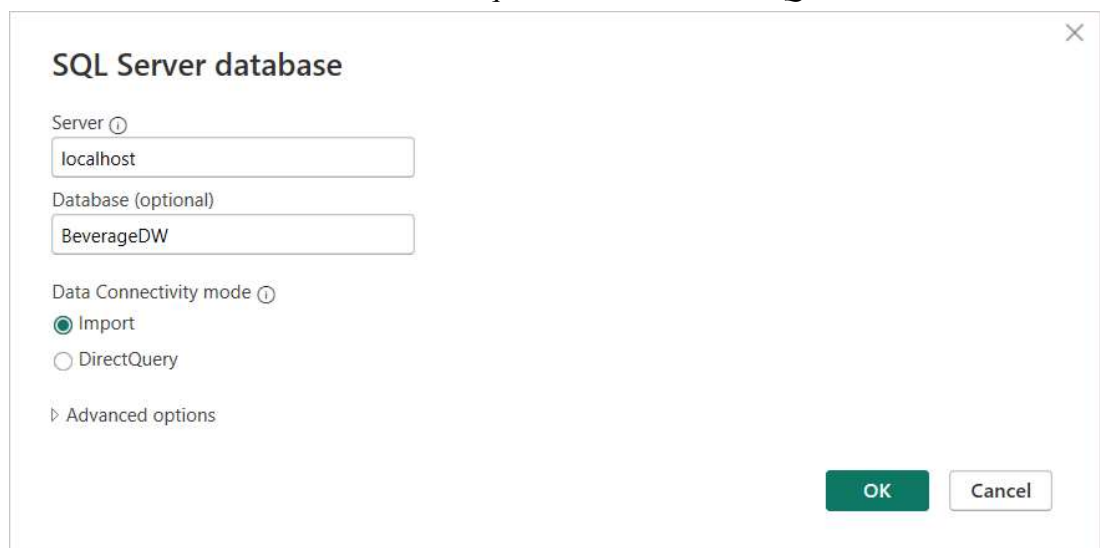 SQL Server database
Server
localhost
Database (optional)
BeverageDW
Data Connectivity mode
Import
DirectQuery
Advanced options
OK Cancel